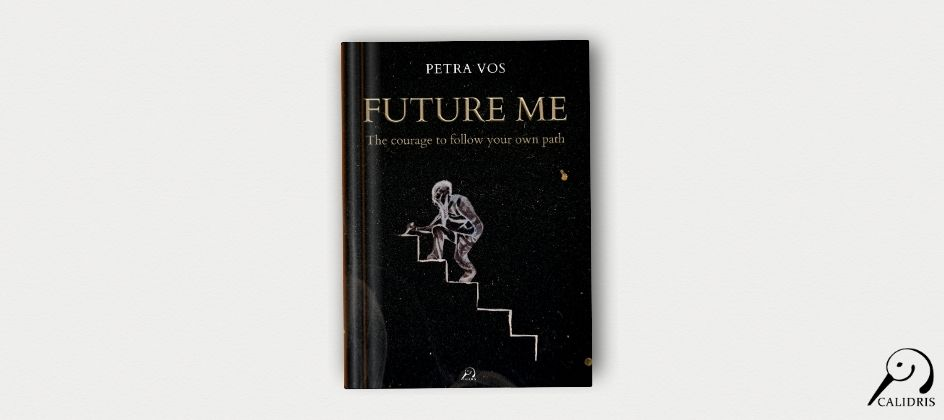 PETRA VOS
FUTURE ME
The courage to follow your own path
CALIDRIS